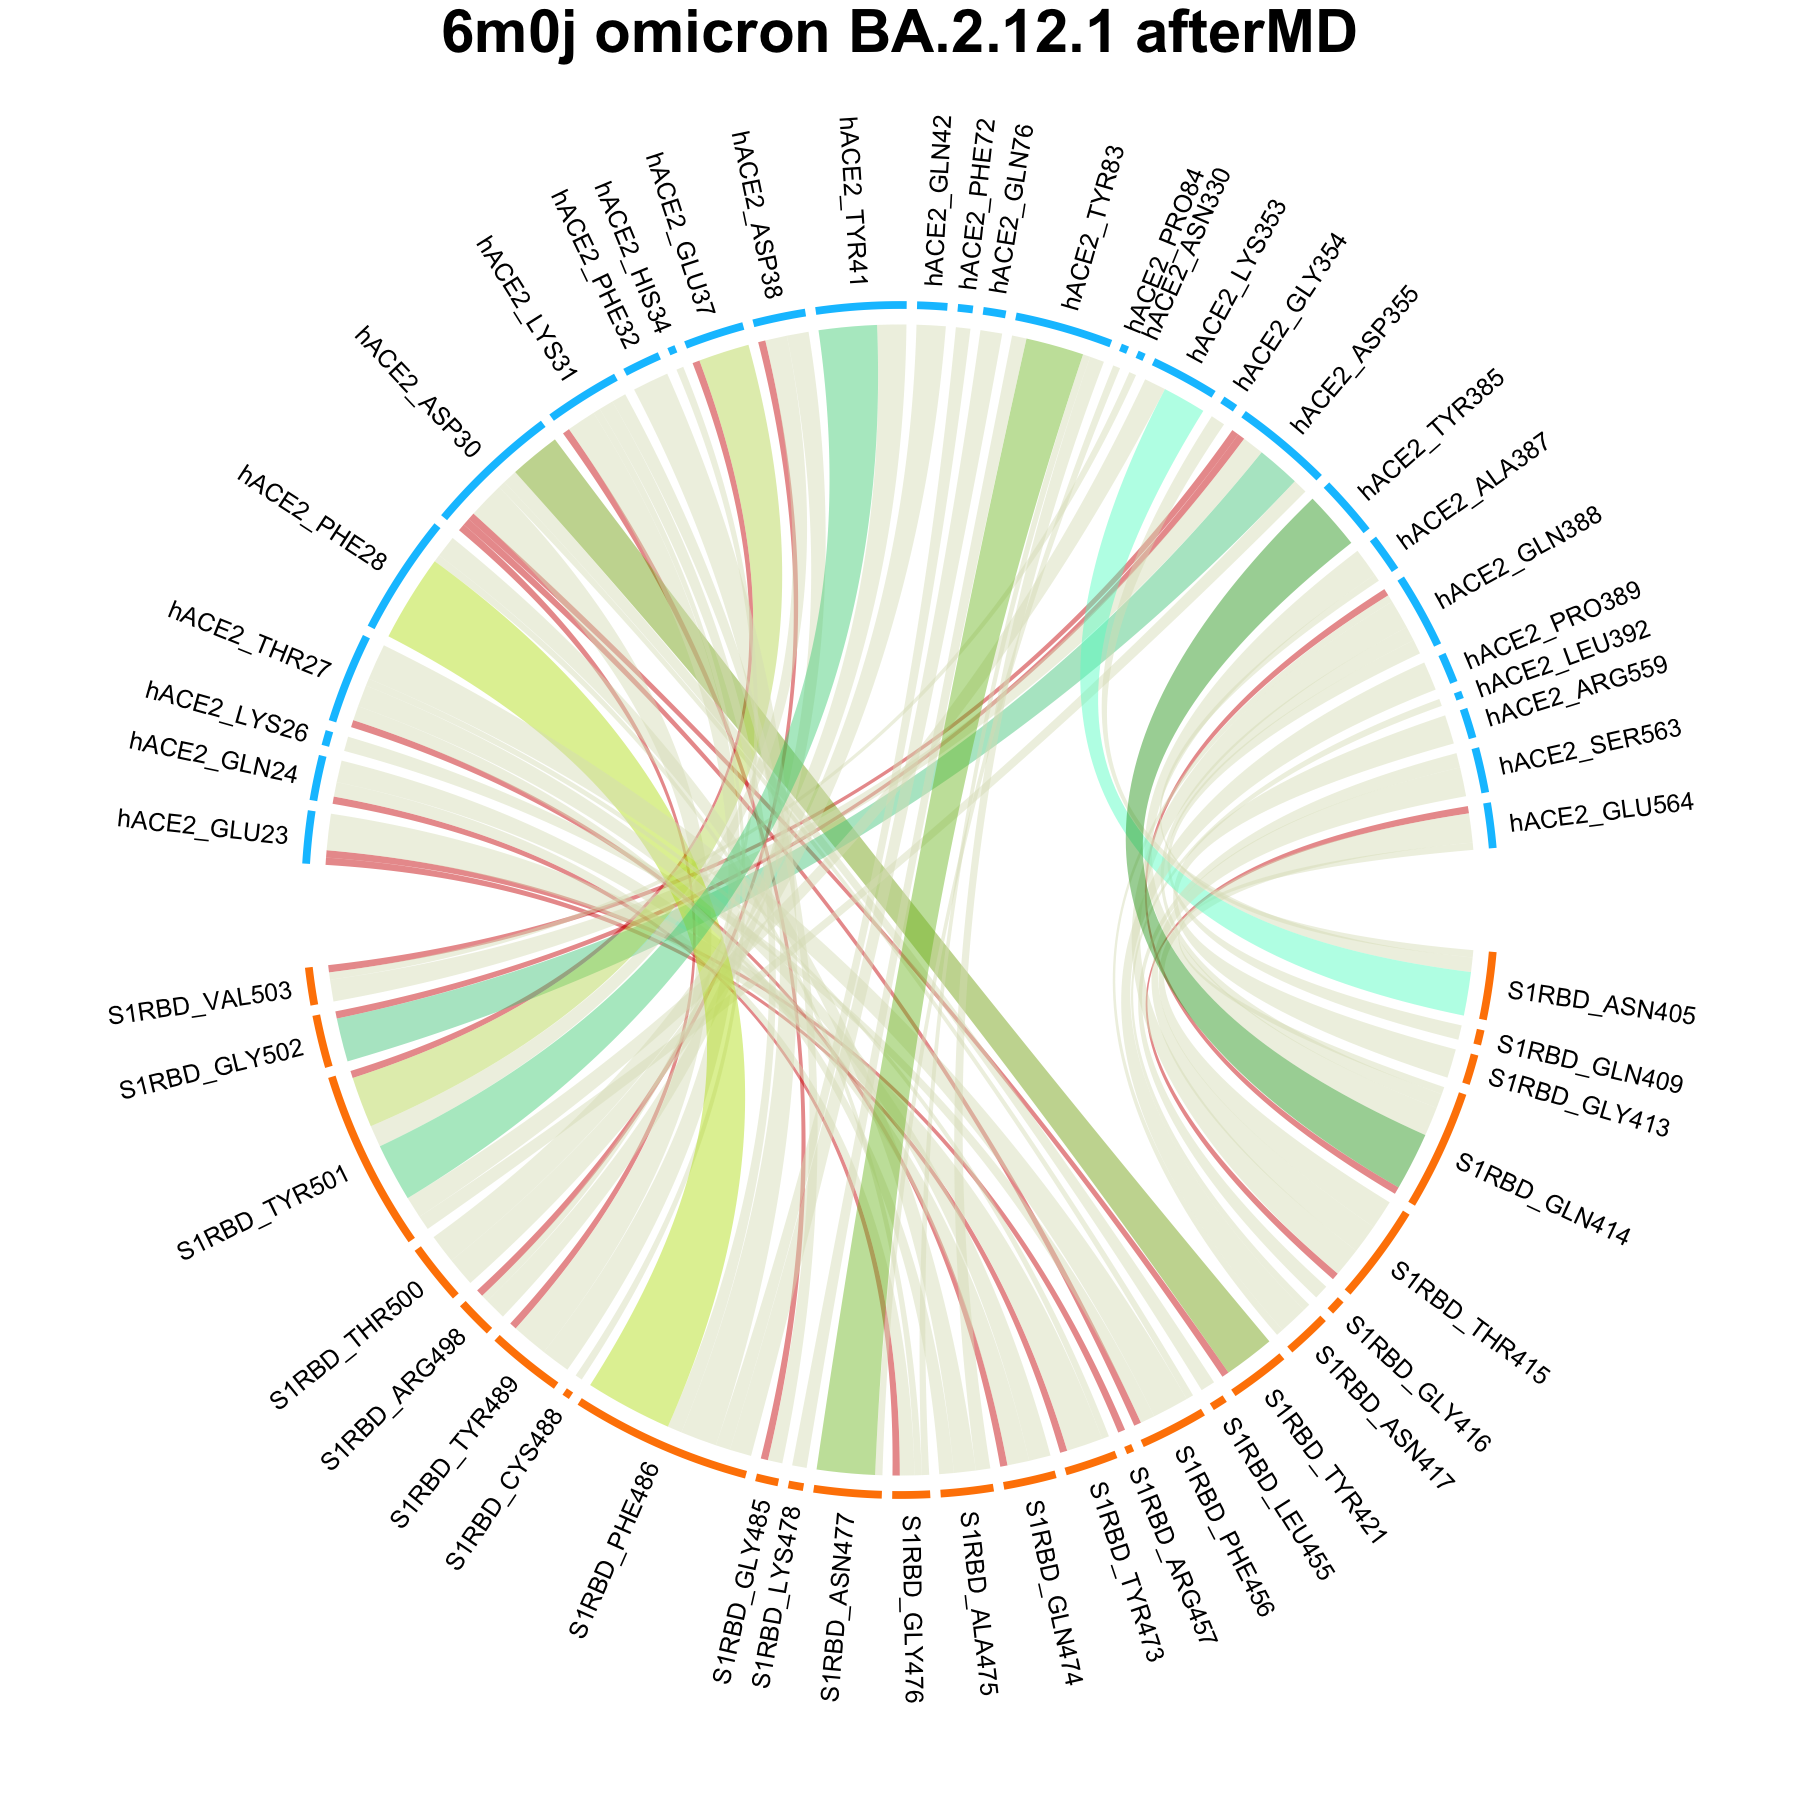 6m0j omicron BA.2.12.1 afterMD
hACE2_GLU23
hACE2_GLN24
hACE2_LYS26
hACE2_THR27
hACE2_PHE28
hACE2_ASP30
hACE2_LYS31
hACE2_PHE32
hACE2_HIS34
hACE2_GLU37
hACE2_ASP38
hACE2_TYR41
hACE2_GLN42
hACE2_PHE72
hACE2_GLN76
hACE2_TYR83
hACE2_PRO84
hACE2_ASN330
hACE2_LYS353
hACE2_GLY354
hACE2_ASP355
hACE2_TYR385
hACE2_ALA387
hACE2_GLN388
hACE2_PRO389
hACE2_LEU392
hACE2_ARG559
hACE2_SER563
hACE2_GLU564
S1RBD_ASN405
S1RBD_GLN409
S1RBD_GLY413
S1RBD_GLN414
S1RBD_THR415
S1RBD_GLY416
S1RBD_ASN417
S1RBD_TYR421
S1RBD_LEU455
S1RBD_PHE456
S1RBD_ARG457
S1RBD_TYR473
S1RBD_GLN474
S1RBD_ALA475
S1RBD_GLY476
S1RBD_ASN477
S1RBD_LYS478
S1RBD_GLY485
S1RBD_PHE486
S1RBD_CYS488
S1RBD_TYR489
S1RBD_ARG498
S1RBD_THR500
S1RBD_TYR501
S1RBD_GLY502
S1RBD_VAL503